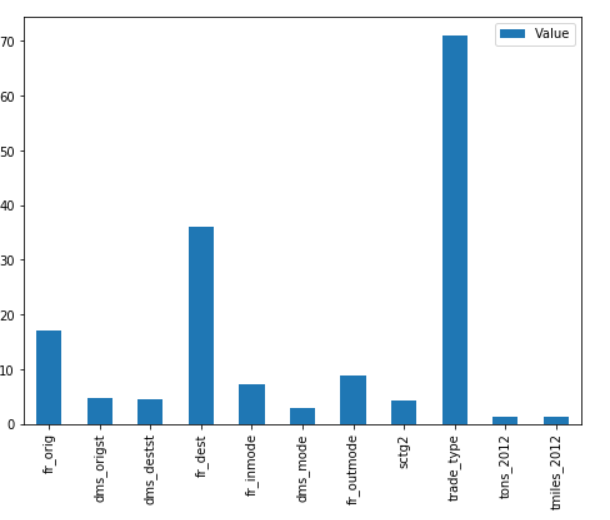 Value
70
60
50
40
30
20
10
0
fr_orig
dms_origst
dms_destst
fr_dest
fr_inmode
dms_mode
fr_outmode
sctg2
trade_type
tons_2012
tmiles_2012